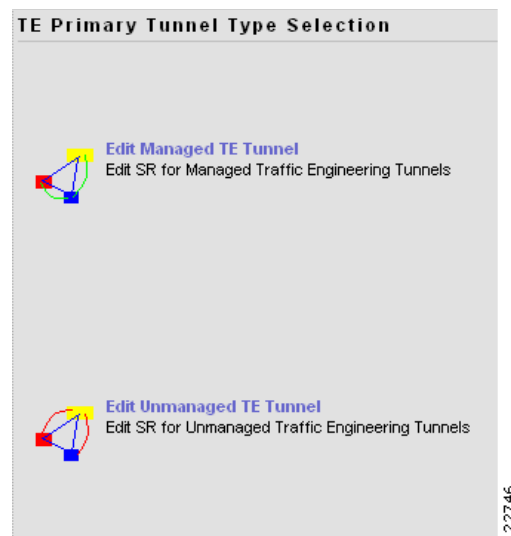 TE Primary Tunnel Type Selection
Edit Managed TE Tunnel
Edit SR for Managed Traffic Engineering Tunnels
Edit Unmanaged TE Tunnel
Edit SR for Unmanaged Traffic Engineering Tunnels
22746